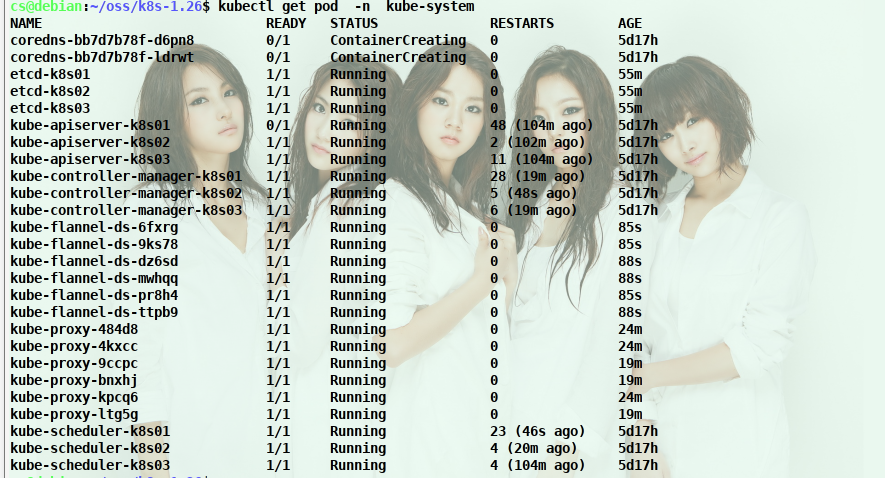 cs@debian:~/oss/k8s-1.26$ kubectl get pod  -n  kube-system
NAME                            READY   STATUS              RESTARTS       AGE
coredns-bb7d7b78f-d6pn8         0/1     ContainerCreating   0              5d17h
coredns-bb7d7b78f-ldrwt         0/1     ContainerCreating   0              5d17h
etcd-k8s01                      1/1     Running             0              55m
etcd-k8s02                      1/1     Running             0              55m
etcd-k8s03                      1/1     Running             0              55m
kube-apiserver-k8s01            0/1     Running             48 (104m ago)   5d17h
kube-apiserver-k8s02            1/1     Running             2 (102m ago)   5d17h
kube-apiserver-k8s03            1/1     Running             11 (104m ago)   5d17h
kube-controller-manager-k8s01   1/1     Running             28 (19m ago)   5d17h
kube-controller-manager-k8s02   1/1     Running             5 (48s ago)    5d17h
kube-controller-manager-k8s03   1/1     Running             6 (19m ago)    5d17h
kube-flannel-ds-6fxrg           1/1     Running             0              85s
kube-flannel-ds-9ks78           1/1     Running             0              85s
kube-flannel-ds-dz6sd           1/1     Running             0              88s
kube-flannel-ds-mwhqq           1/1     Running             0              88s
kube-flannel-ds-pr8h4           1/1     Running             0              85s
kube-flannel-ds-ttpb9           1/1     Running             0              88s
kube-proxy-484d8                1/1     Running             0              24m
kube-proxy-4kxcc                1/1     Running             0              24m
kube-proxy-9ccpc                1/1     Running             0              19m
kube-proxy-bnxhj                1/1     Running             0              19m
kube-proxy-kpcq6                1/1     Running             0              24m
kube-proxy-ltg5g                1/1     Running             0              19m
kube-scheduler-k8s01            1/1     Running             23 (46s ago)   5d17h
kube-scheduler-k8s02            1/1     Running             4 (20m ago)    5d17h
kube-scheduler-k8s03            1/1     Running             4 (104m ago)   5d17h